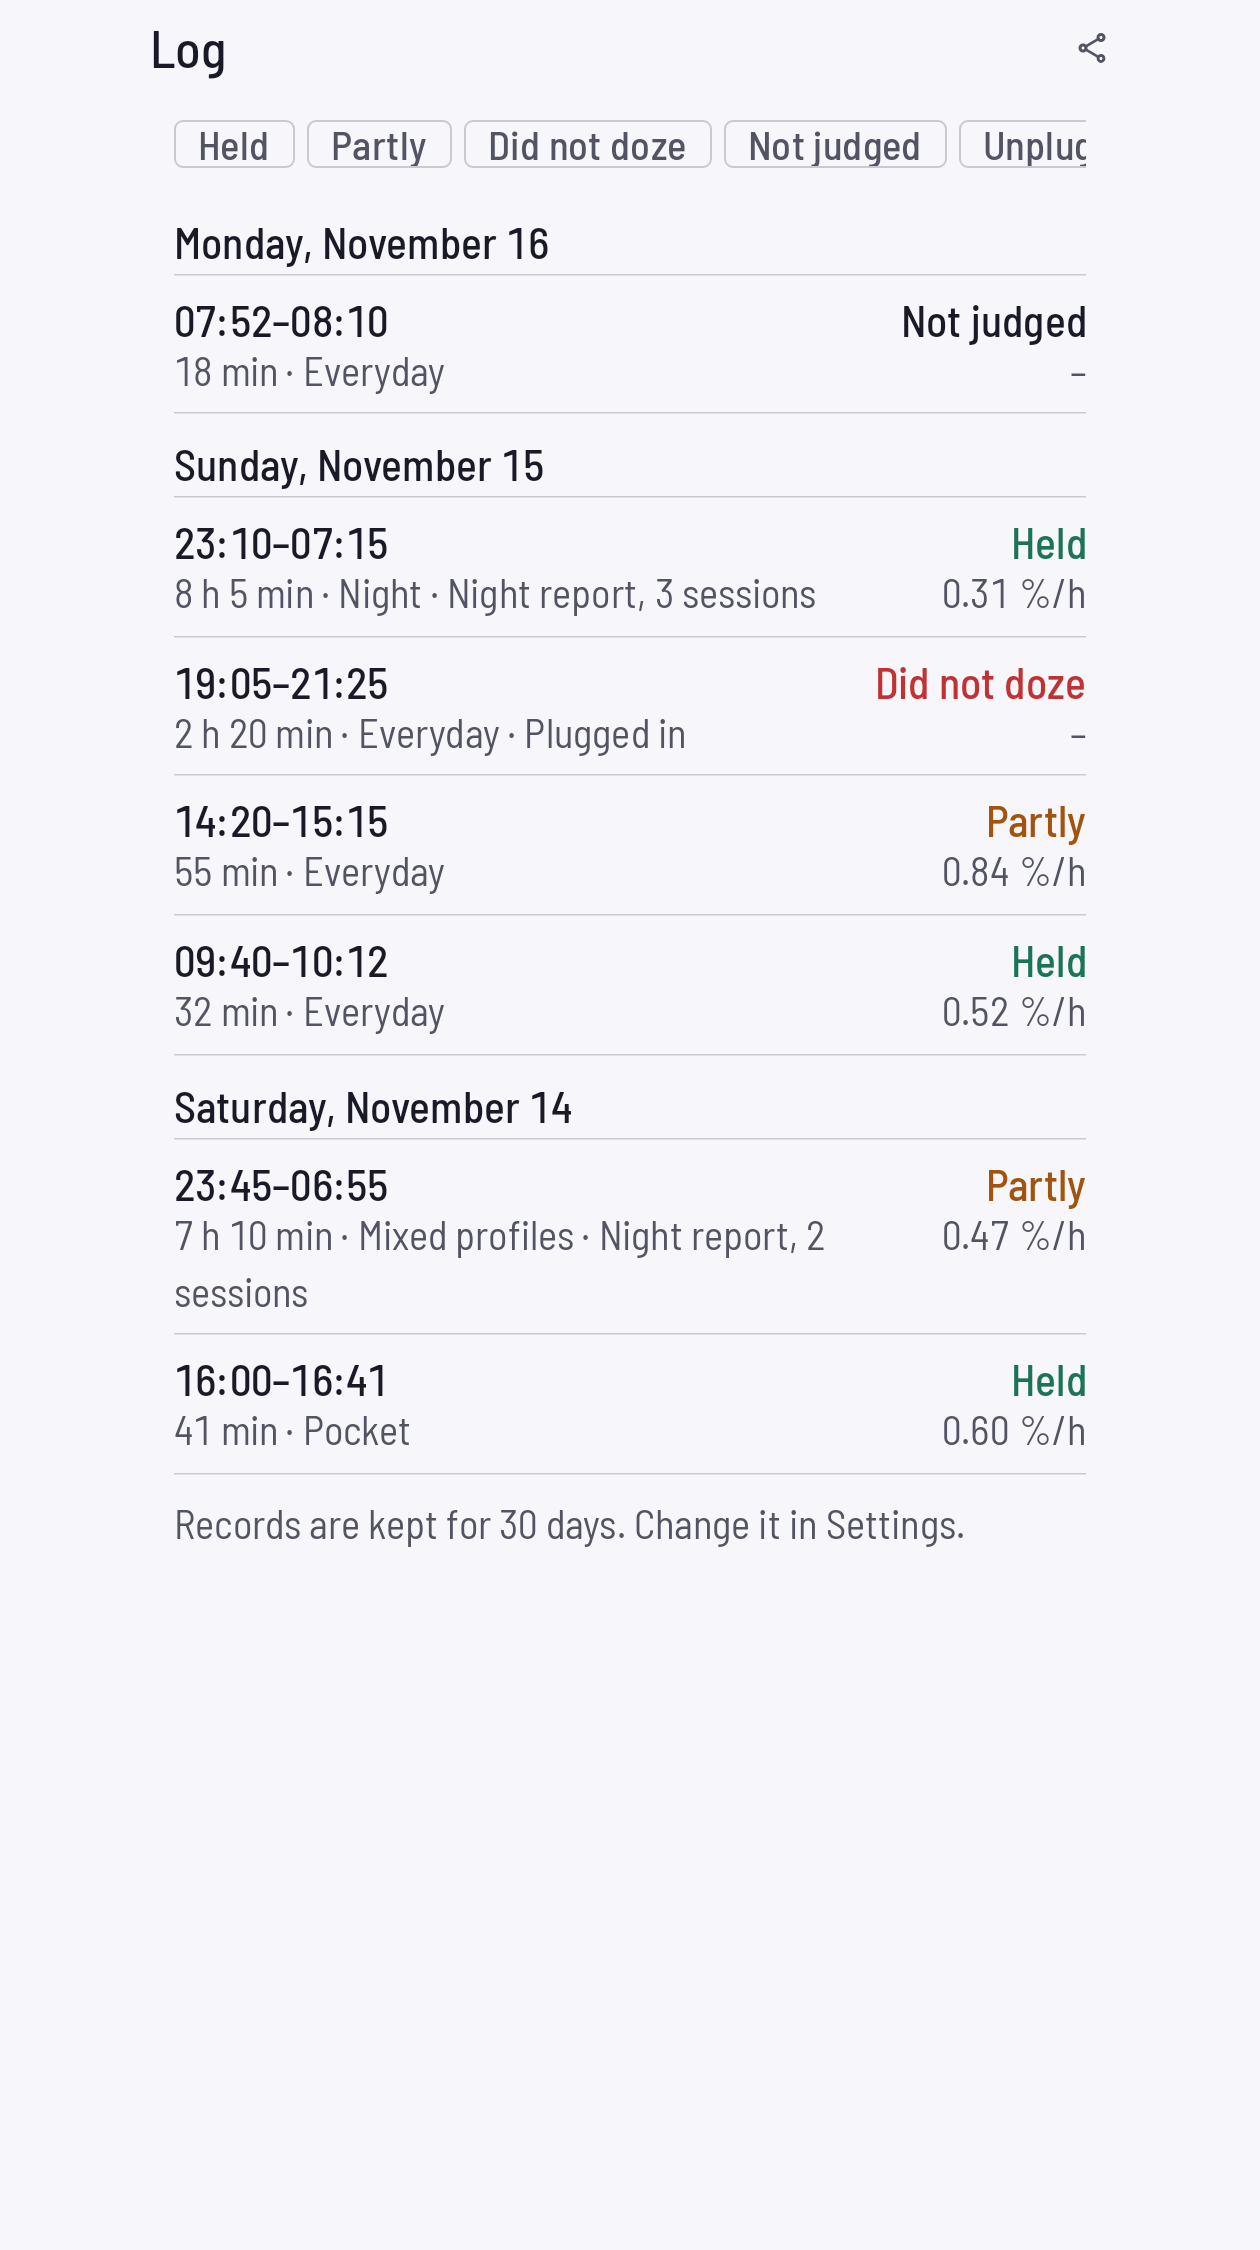 Log
Held
Partly
Did not doze
Not judged
Unplug
Monday, November 16
07:52–08:10
Not judged
18 min · Everyday
–
Sunday, November 15
23:10–07:15
Held
8 h 5 min · Night · Night report, 3 sessions
0.31 %/h
19:05–21:25
Did not doze
2 h 20 min · Everyday · Plugged in
–
14:20–15:15
Partly
55 min · Everyday
0.84 %/h
09:40–10:12
Held
32 min · Everyday
0.52 %/h
Saturday, November 14
23:45–06:55
Partly
7 h 10 min · Mixed profiles · Night report, 2
0.47 %/h
sessions
16:00–16:41
Held
41 min · Pocket
0.60 %/h
Records are kept for 30 days. Change it in Settings.